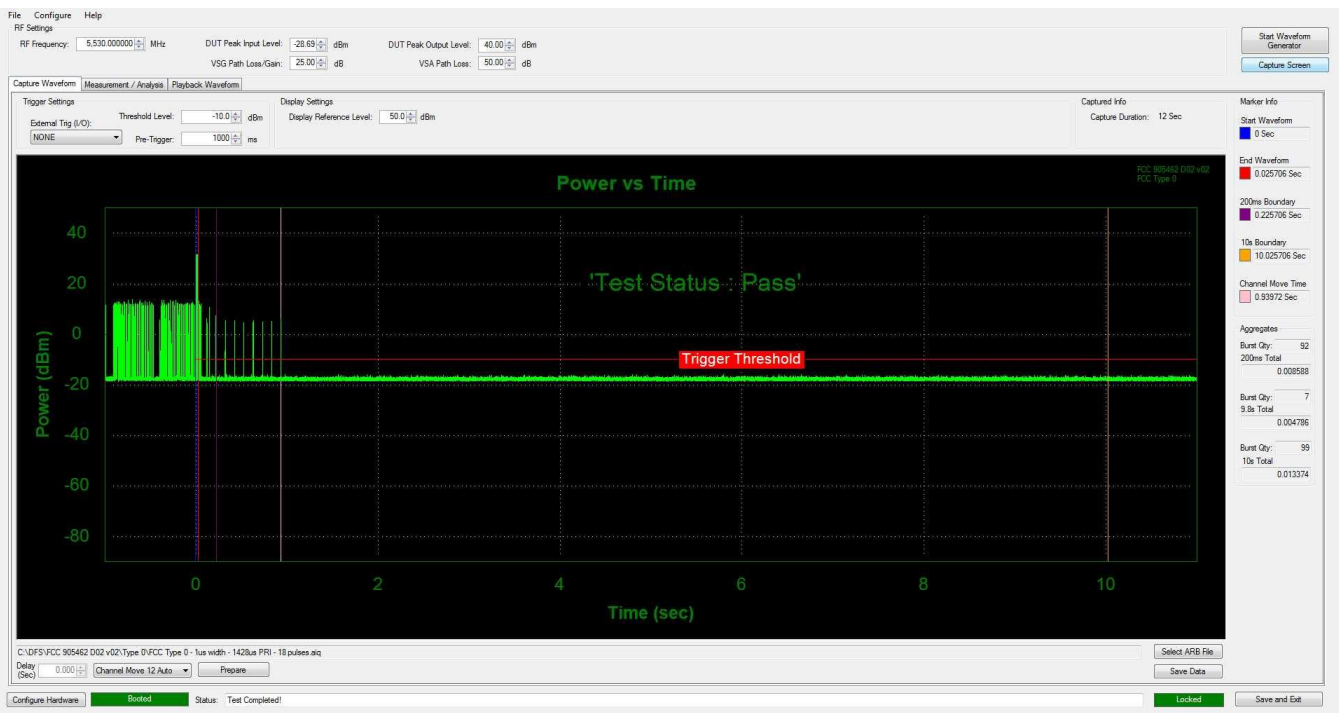 File Configure Help
RF Settings
RF Frequency: 5,530.000000 MHz DUT Peak Input Level: -28.69 dBm DUT Peak Output Level: 40.00 dBm
VSG Path Loss/Gain: 25.00 dB VSA Path Loss: 50.00 dB
Start Waveform Generator
Capture Screen
Capture Waveform Measurement / Analysis Playback Waveform
Trigger Settings
External Trig (I/O):
NONE
Threshold Level: -10.0 dBm
Pre-Trigger: 1000 ms
Display Settings
Display Reference Level: 50.0 dBm
Captured Info
Capture Duration: 12 Sec
Power vs Time
FCC 905462 D02 v02
FCC Type 0
'Test Status : Pass'
Trigger Threshold
Power (dBm)
40
20
0
-20
-40
-60
-80
0 2 4 6 8 10
Time (sec)
Marker Info
Start Waveform
0 Sec
End Waveform
0.025706 Sec
200ms Boundary
0.225706 Sec
10s Boundary
10.025706 Sec
Channel Move Time
0.93972 Sec
Aggregates
Burst Qty: 92
200ms Total
0.008588
Burst Qty: 7
9.8s Total
0.004786
Burst Qty: 99
10s Total
0.013374
C:\DFS\FCC 905462 D02 v02\Type 0\FCC Type 0 - 1us width - 1428us PRI - 18 pulses.aiq
Select ARB File
Delay (Sec) 0.000 Channel Move 12 Auto Prepare
Save Data
Configure Hardware Booted Status: Test Completed! Locked Save and Exit